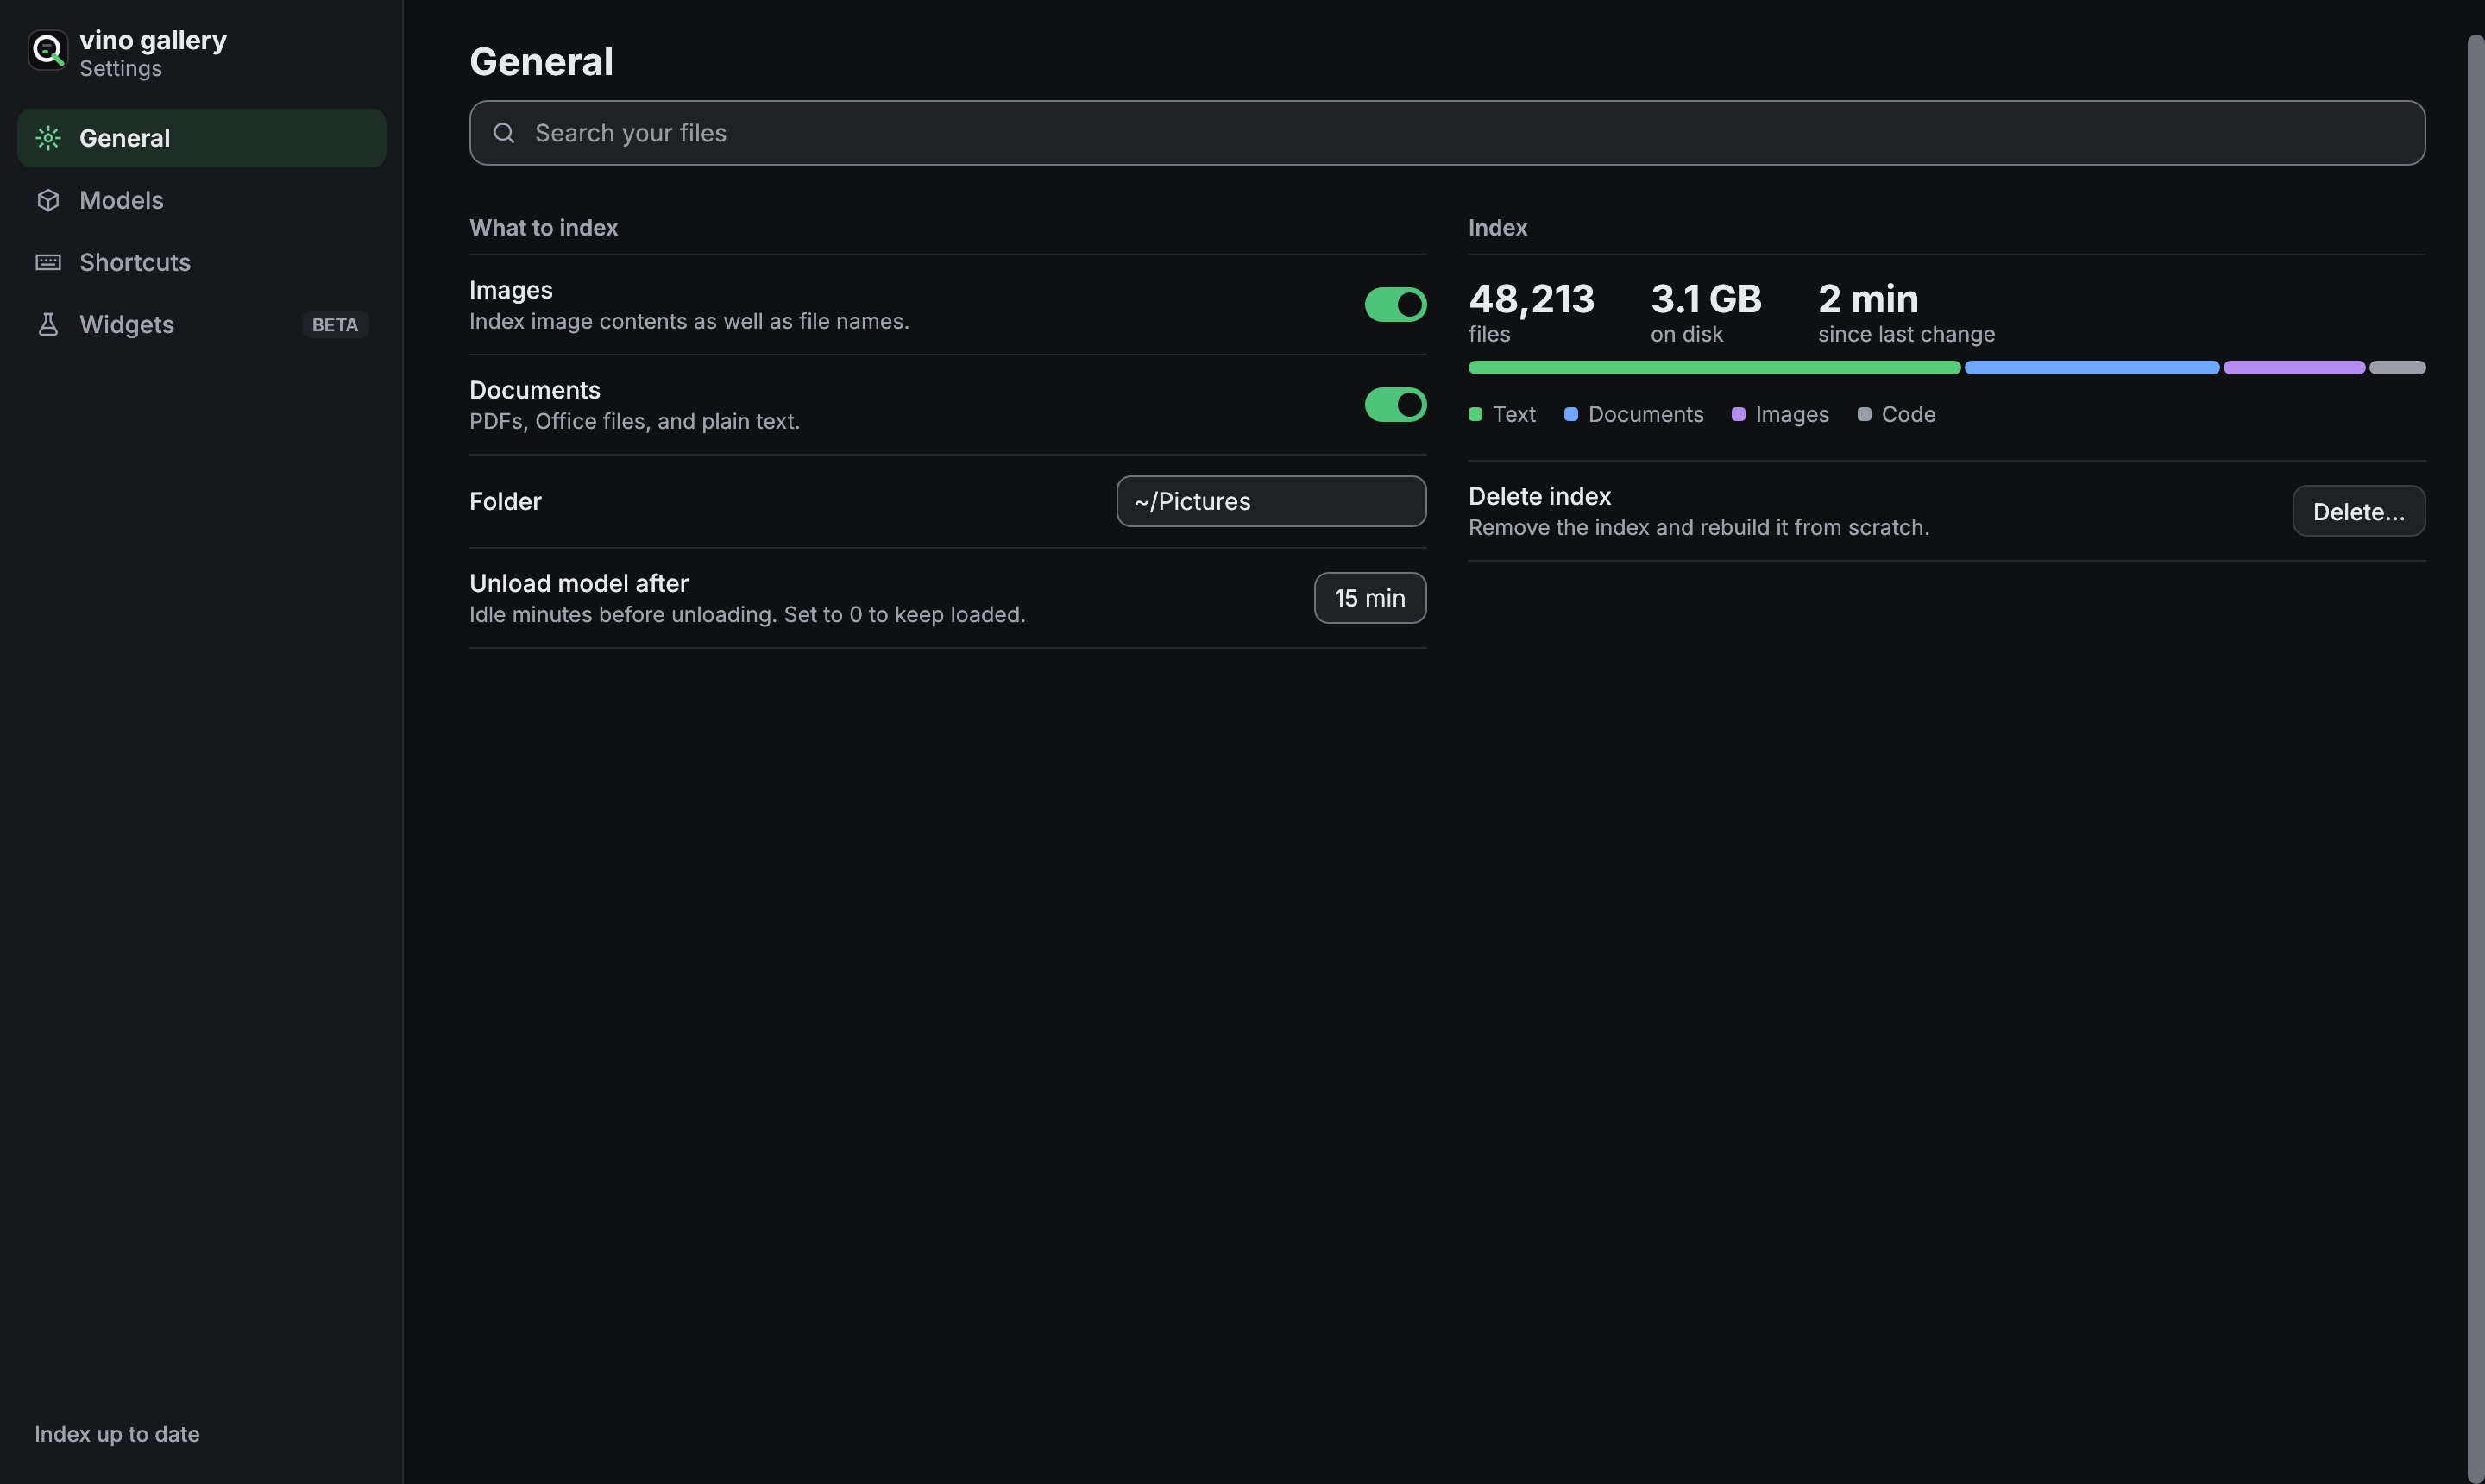 vino gallery
Settings
General
Models
Shortcuts
Widgets BETA
Index up to date
General
Search your files
What to index
Images
Index image contents as well as file names.
Documents
PDFs, Office files, and plain text.
Folder ~/Pictures
Unload model after
Idle minutes before unloading. Set to 0 to keep loaded.
15 min
Index
48,213 3.1 GB 2 min
files on disk since last change
Text Documents Images Code
Delete index
Remove the index and rebuild it from scratch.
Delete...